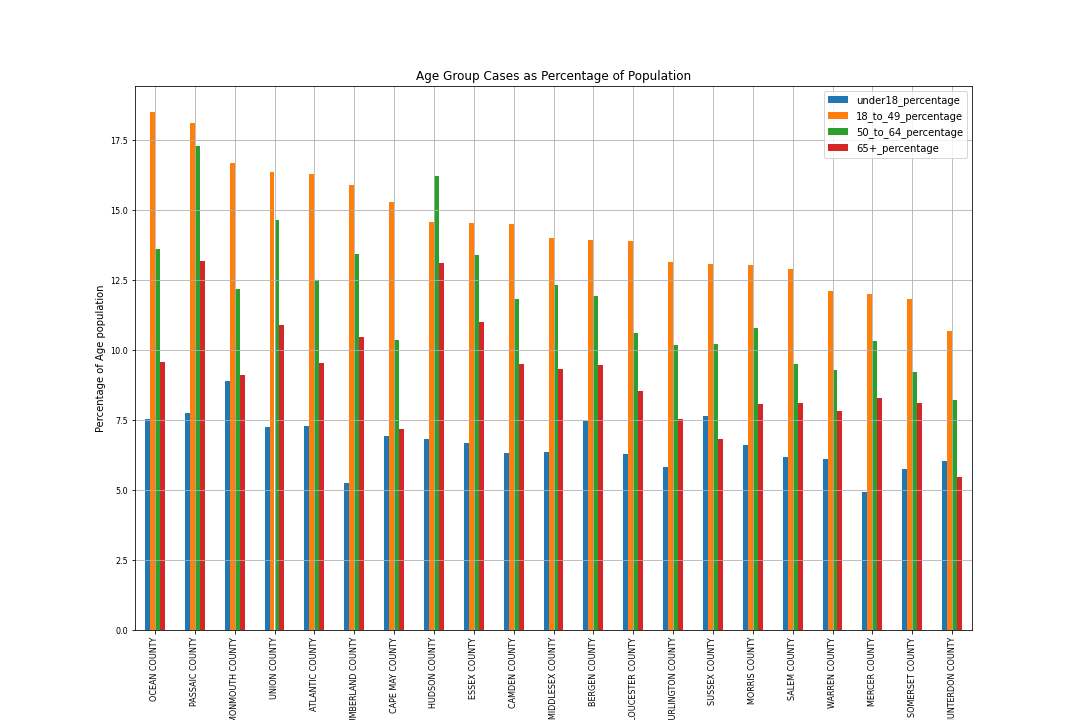 Age Group Cases as Percentage of Population
under18_percentage
18_to_49_percentage
50_to_64_percentage
65+_percentage
Percentage of Age population
17.5
15.0
12.5
10.0
7.5
5.0
2.5
0.0
OCEAN COUNTY
PASSAIC COUNTY
MONMOUTH COUNTY
UNION COUNTY
ATLANTIC COUNTY
IMBERLAND COUNTY
CAPE MAY COUNTY
HUDSON COUNTY
ESSEX COUNTY
CAMDEN COUNTY
MIDDLESEX COUNTY
BERGEN COUNTY
OUCESTER COUNTY
URLINGTON COUNTY
SUSSEX COUNTY
MORRIS COUNTY
SALEM COUNTY
WARREN COUNTY
MERCER COUNTY
SOMERSET COUNTY
UNTERDON COUNTY